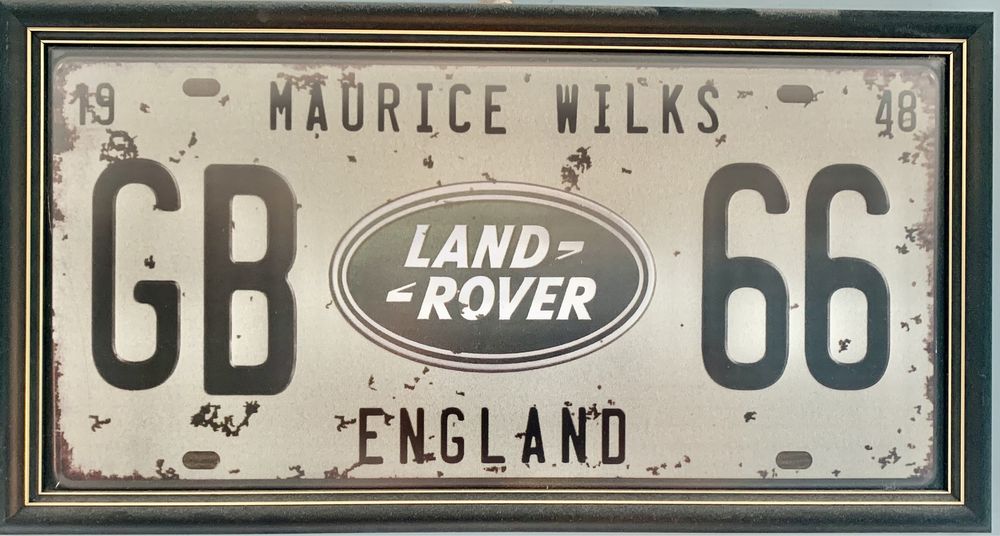 19 MAURICE WILKS 48
GB LAND
ROVER 66
ENGLAND